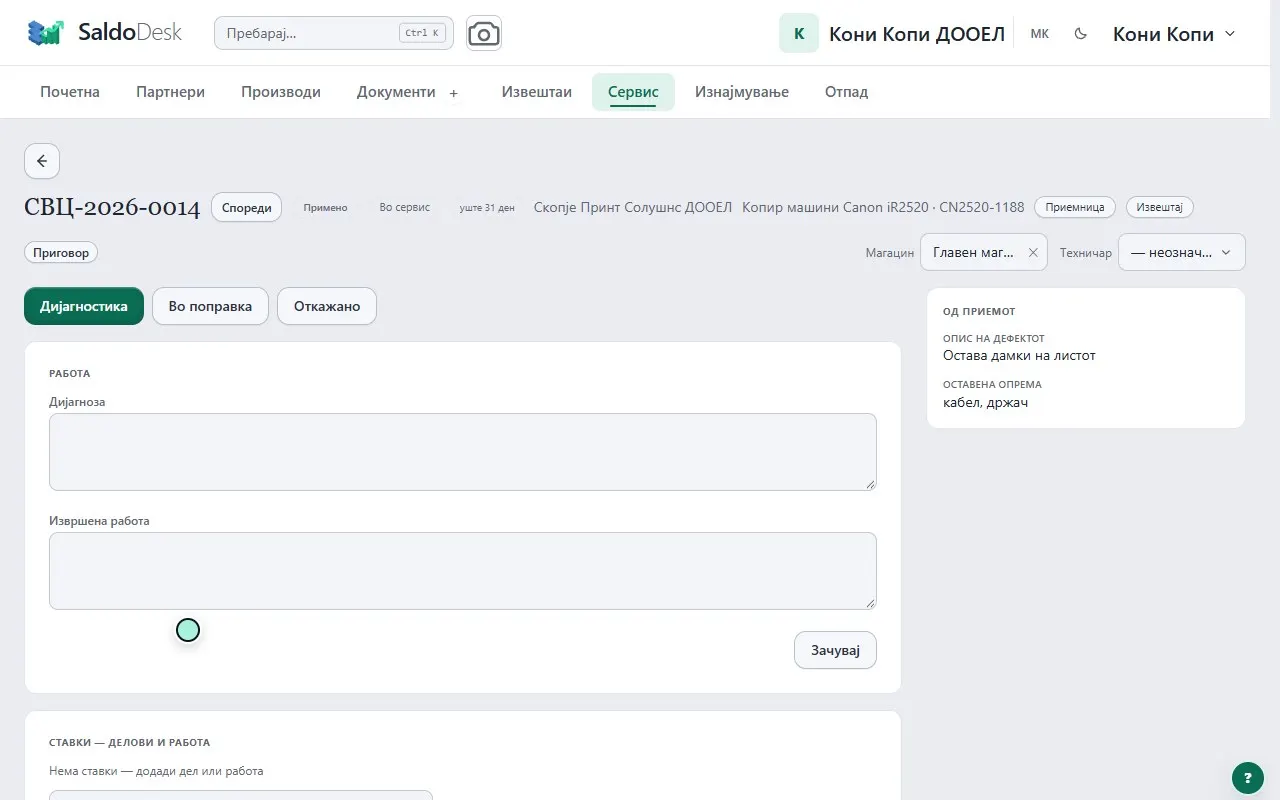 SaldoDesk
Пребарај... Ctrl K
К Кони Копи ДООЕЛ МК Кони Копи
Почетна Партнери Производи Документи + Извештаи Сервис Изнајмување Отпад
СВЦ-2026-0014 Спореди Примено Во сервис уште 31 ден Скопје Принт Солушнс ДООЕЛ Копир машини Canon iR2520 · CN2520-1188 Приемница Извештај
Приговор Магацин Главен маг... Техничар — неознач...
Дијагностика Во поправка Откажано
РАБОТА
Дијагноза
Извршена работа
Зачувај
СТАВКИ — ДЕЛОВИ И РАБОТА
Нема ставки — додади дел или работа
ОД ПРИЕМОТ
ОПИС НА ДЕФЕКТОТ
Остава дамки на листот
ОСТАВЕНА ОПРЕМА
кабел, држач
?